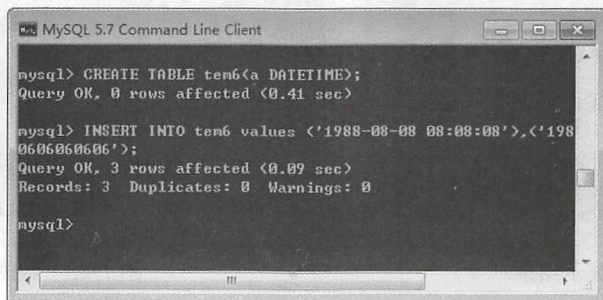 MySQL 5.7 Command Line Client
mysql> CREATE TABLE tem6(a DATETIME);
Query OK, 0 rows affected (0.41 sec)
mysql> INSERT INTO tem6 values ('1988-08-08 08:08:08'),('198
0606060606');
Query OK, 3 rows affected (0.09 sec)
Records: 3 Duplicates: 0 Warnings: 0
mysql>